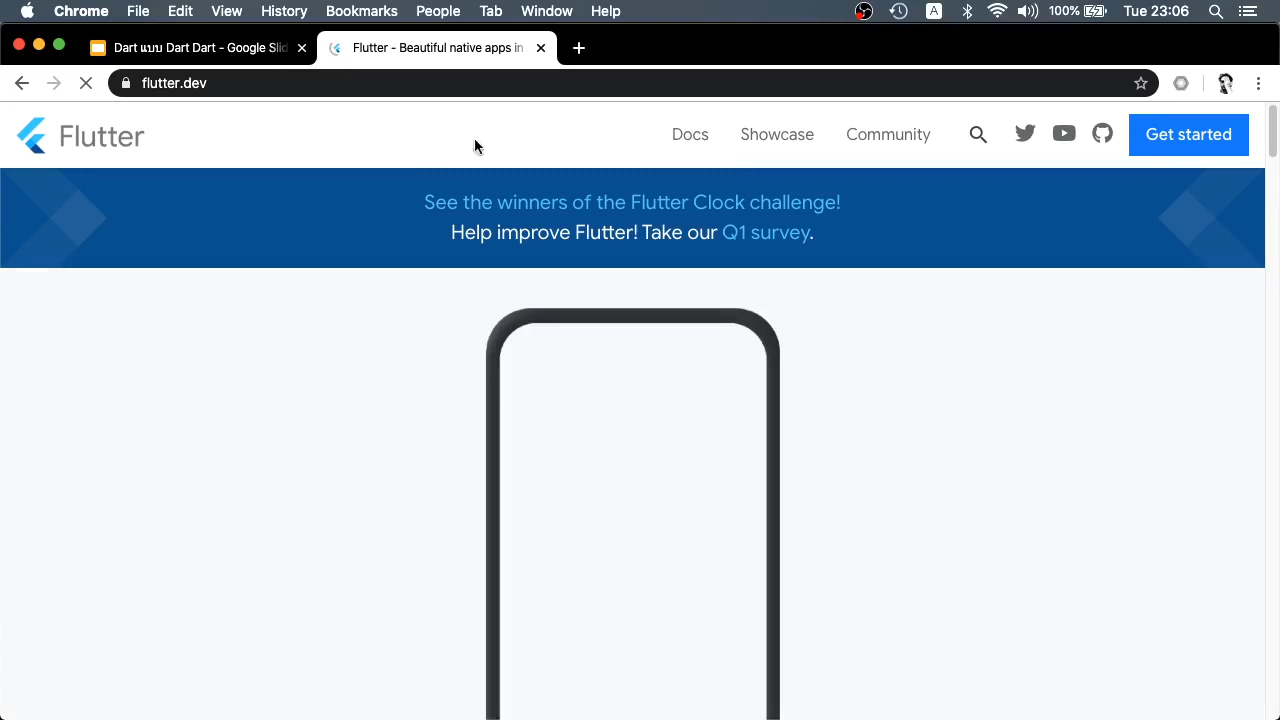 Chrome File Edit View History Bookmarks People Tab Window Help A 100% Tue 23:06
Dart แบบ Dart Dart - Google Slid Flutter - Beautiful native apps in
flutter.dev
Flutter Docs Showcase Community Get started
See the winners of the Flutter Clock challenge!
Help improve Flutter! Take our Q1 survey.